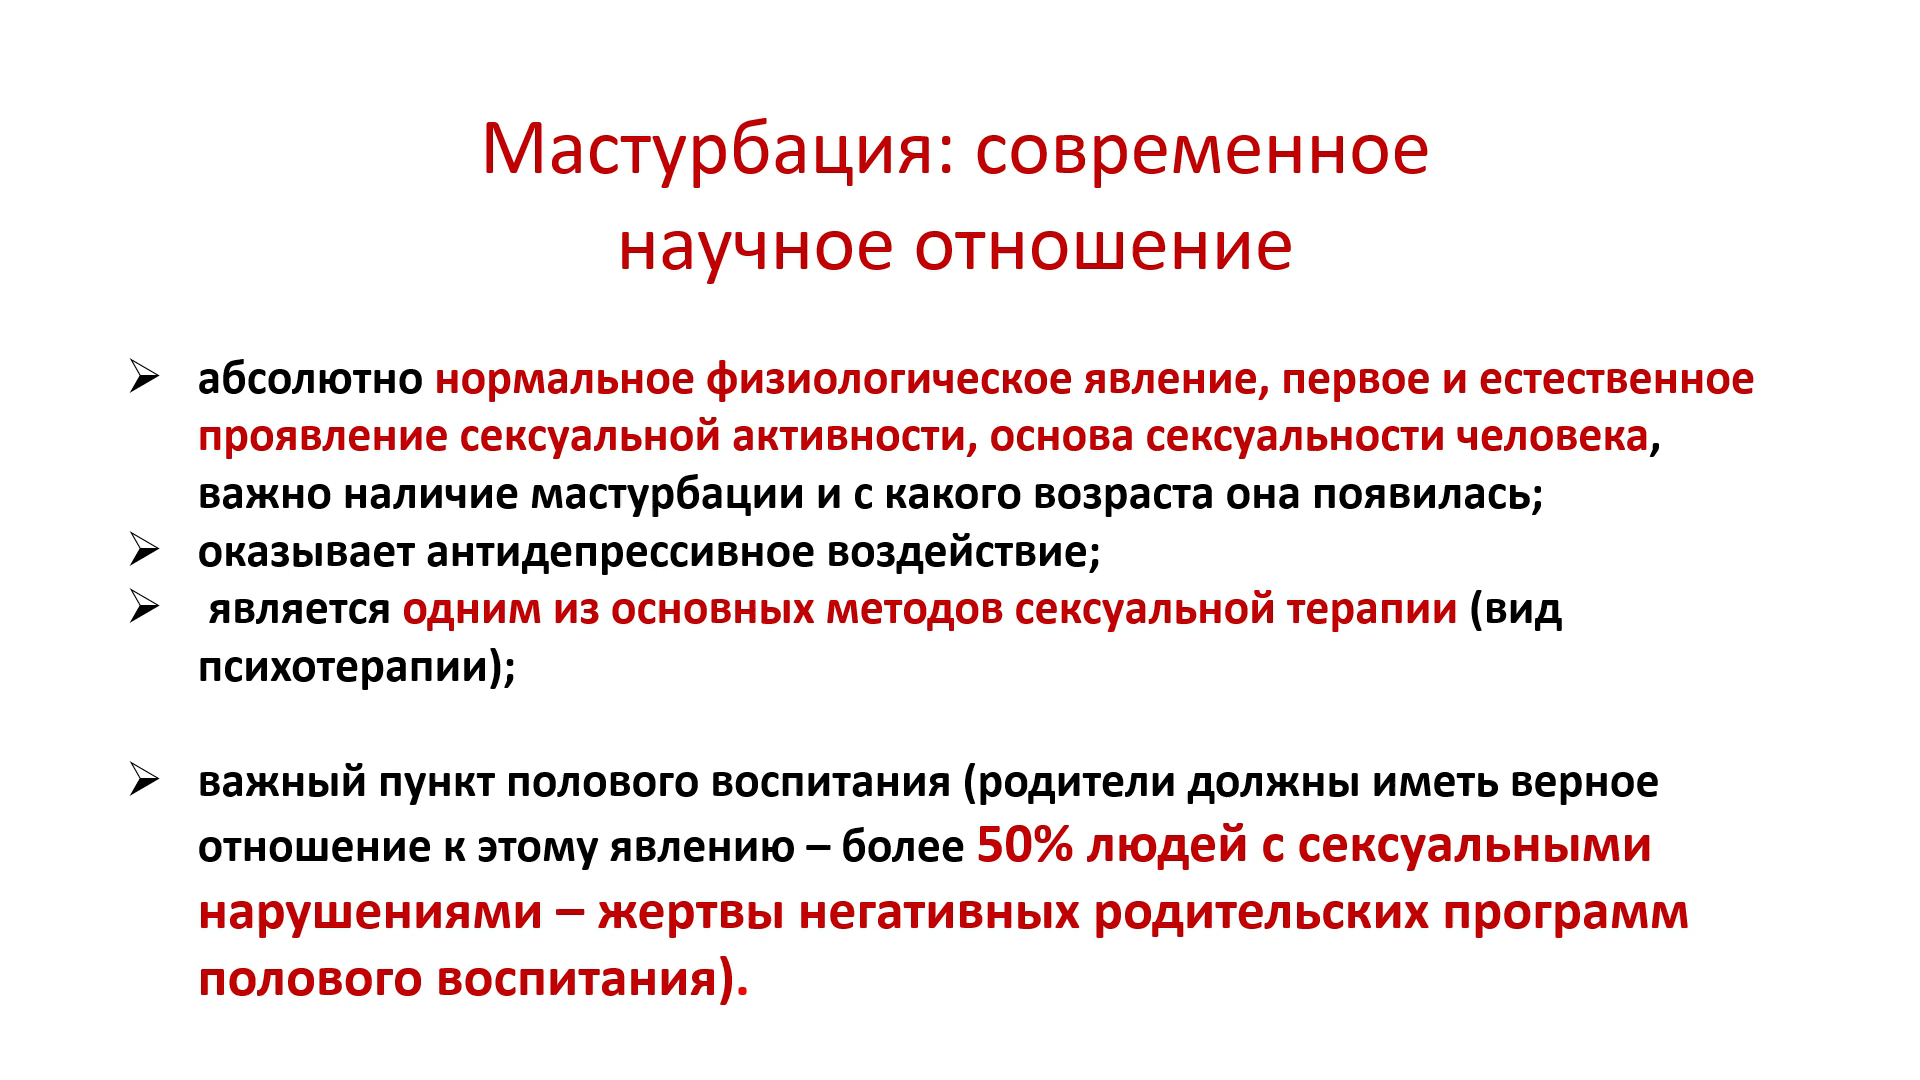 Мастурбация: современное
научное отношение
➢ абсолютно нормальное физиологическое явление, первое и естественное
проявление сексуальной активности, основа сексуальности человека,
важно наличие мастурбации и с какого возраста она появилась;
➢ оказывает антидепрессивное воздействие;
➢ является одним из основных методов сексуальной терапии (вид
психотерапии);
➢ важный пункт полового воспитания (родители должны иметь верное
отношение к этому явлению – более 50% людей с сексуальными
нарушениями – жертвы негативных родительских программ
полового воспитания).